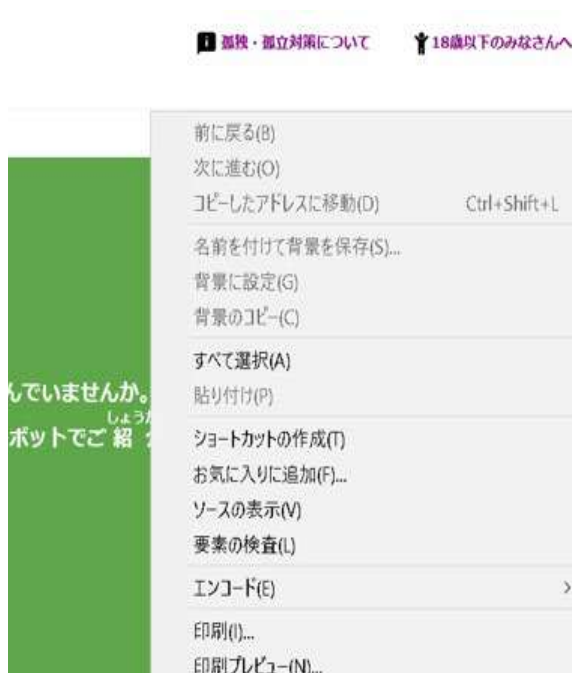 孤独・孤立対策について
18歳以下のみなさんへ
前に戻る(B)
次に進む(O)
コピーしたアドレスに移動(D) Ctrl+Shift+L
名前を付けて背景を保存(S)...
背景に設定(G)
背景のコピー(C)
すべて選択(A)
貼り付け(P)
んでいませんか。
しょう
ボットでご紹
ショートカットの作成(T)
お気に入りに追加(F)...
ソースの表示(V)
要素の検査(L)
エンコード(E)
印刷(I)...
印刷プレビュー(N)...